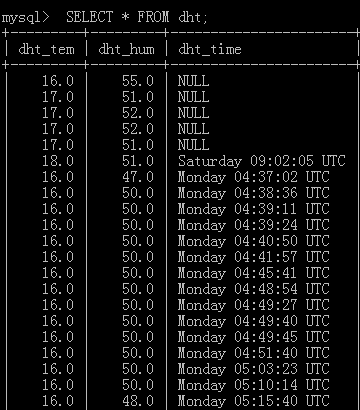 mysql> SELECT * FROM dht;
| dht_tem | dht_hum | dht_time
| 16.0 | 55.0 | NULL
| 17.0 | 51.0 | NULL
| 17.0 | 52.0 | NULL
| 17.0 | 52.0 | NULL
| 17.0 | 51.0 | NULL
| 18.0 | 51.0 | Saturday 09:02:05 UTC
| 16.0 | 47.0 | Monday 04:37:02 UTC
| 16.0 | 50.0 | Monday 04:38:36 UTC
| 16.0 | 50.0 | Monday 04:39:11 UTC
| 16.0 | 50.0 | Monday 04:39:24 UTC
| 16.0 | 50.0 | Monday 04:40:50 UTC
| 16.0 | 50.0 | Monday 04:41:57 UTC
| 16.0 | 50.0 | Monday 04:45:41 UTC
| 16.0 | 50.0 | Monday 04:48:54 UTC
| 16.0 | 50.0 | Monday 04:49:27 UTC
| 16.0 | 50.0 | Monday 04:49:40 UTC
| 16.0 | 50.0 | Monday 04:49:45 UTC
| 16.0 | 50.0 | Monday 04:51:40 UTC
| 16.0 | 50.0 | Monday 05:03:23 UTC
| 16.0 | 50.0 | Monday 05:10:14 UTC
| 16.0 | 48.0 | Monday 05:15:40 UTC